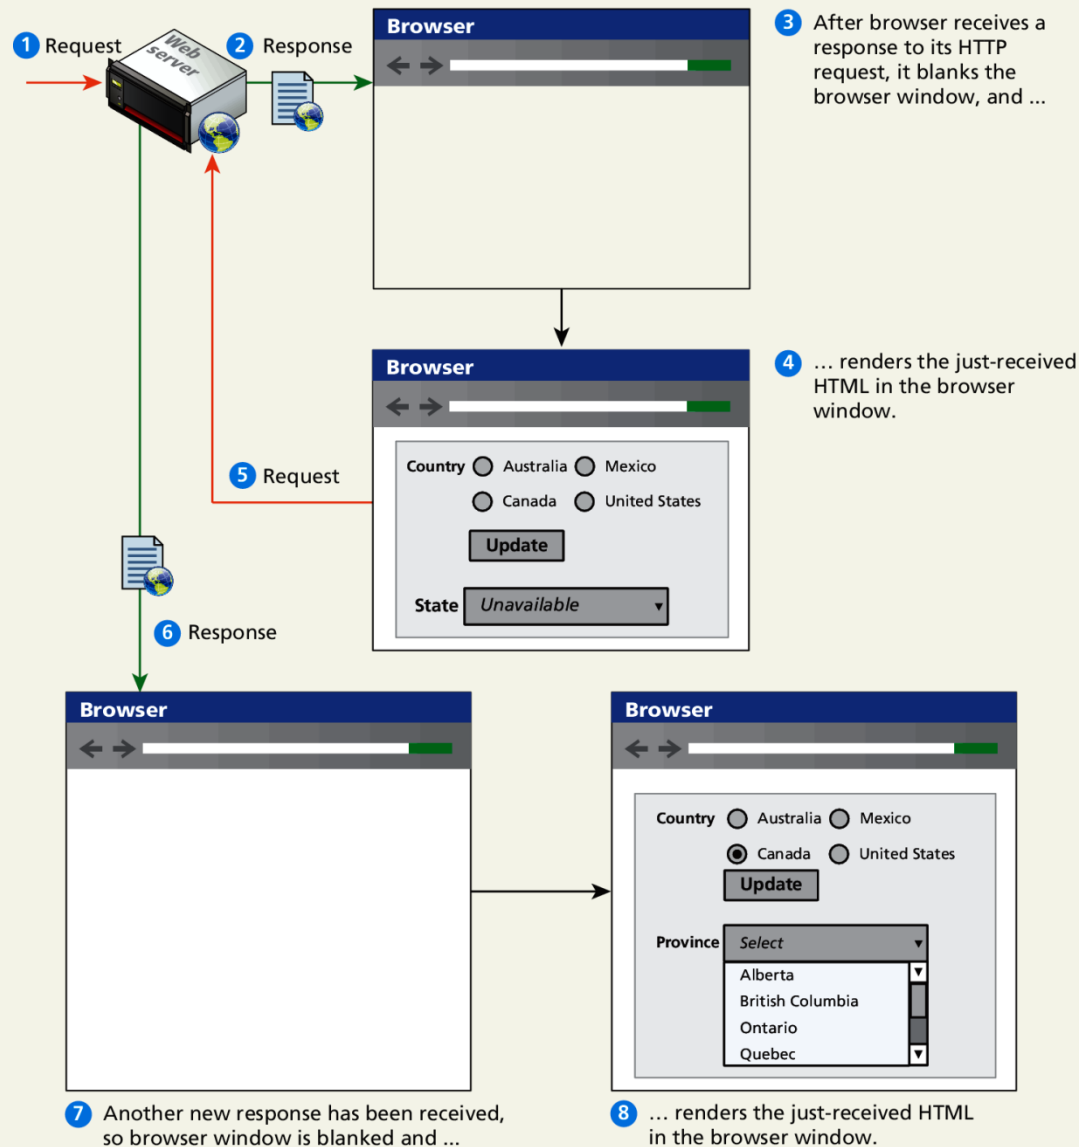 1 Request
Web
server
2 Response
Browser
3 After browser receives a
response to its HTTP
request, it blanks the
browser window, and ...
Browser
4 ... renders the just-received
HTML in the browser
window.
Country Australia Mexico
Canada United States
Update
State Unavailable
5 Request
6 Response
Browser
7 Another new response has been received,
so browser window is blanked and ...
Browser
Country Australia Mexico
Canada United States
Update
Province Select
Alberta
British Columbia
Ontario
Quebec
8 ... renders the just-received HTML
in the browser window.